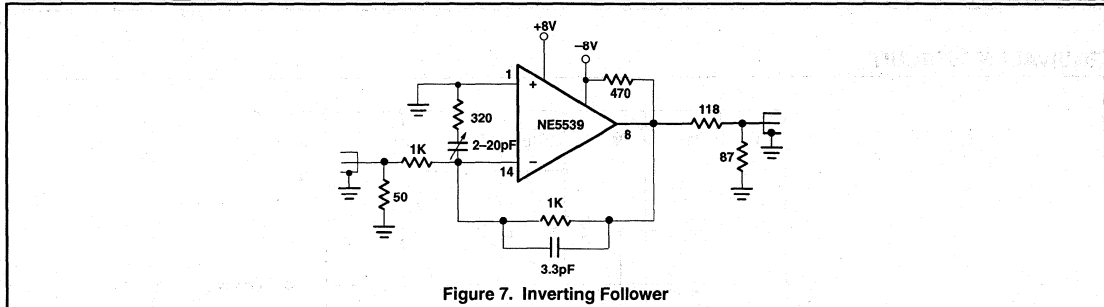 +8V
−8V
1
+
470
118
320
NE5539
8
2–20pF
1K
87
−
14
50
1K
3.3pF
Figure 7. Inverting Follower